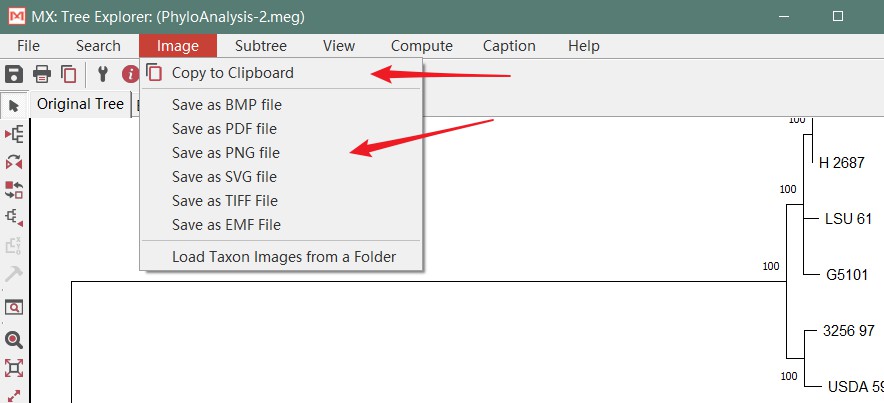 MX: Tree Explorer: (PhyloAnalysis-2.meg)
File Search Image Subtree View Compute Caption Help
Copy to Clipboard
Original Tree
Save as BMP file
Save as PDF file
Save as PNG file
Save as SVG file
Save as TIFF File
Save as EMF File
Load Taxon Images from a Folder
100
H 2687
100
LSU 61
100
G5101
3256 97
100
USDA 59